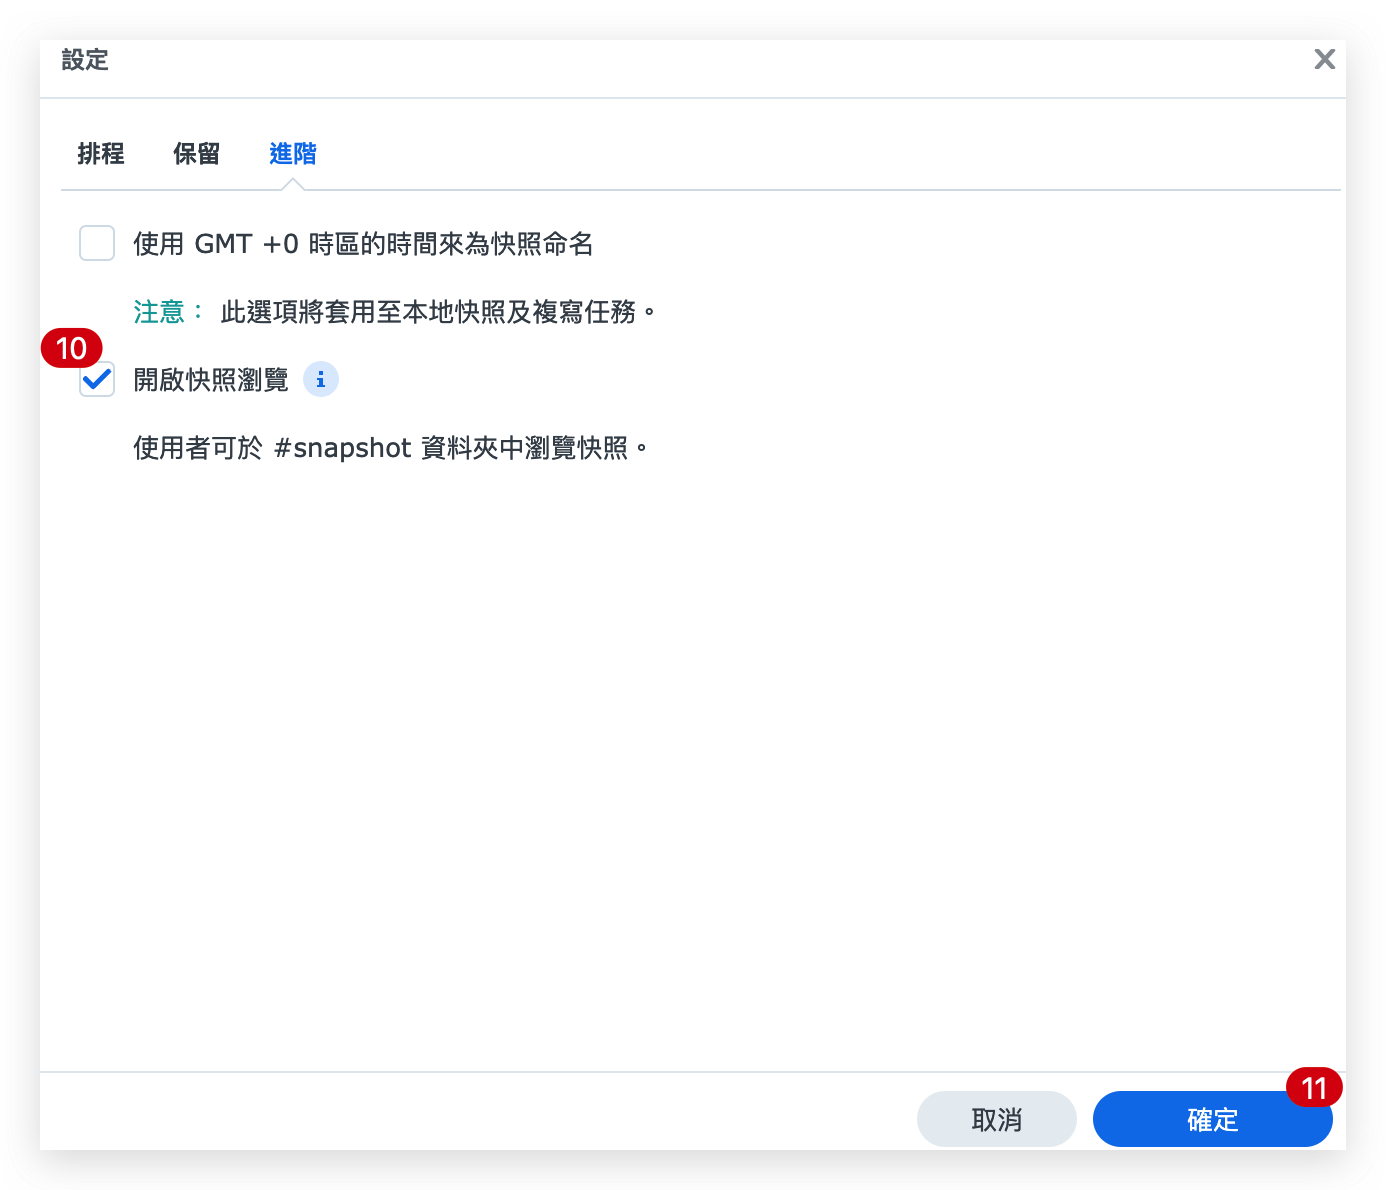 設定
排程 保留 進階
使用 GMT +0 時區的時間來為快照命名
注意： 此選項將套用至本地快照及複寫任務。
10
開啟快照瀏覽
使用者可於 #snapshot 資料夾中瀏覽快照。
11
取消 確定